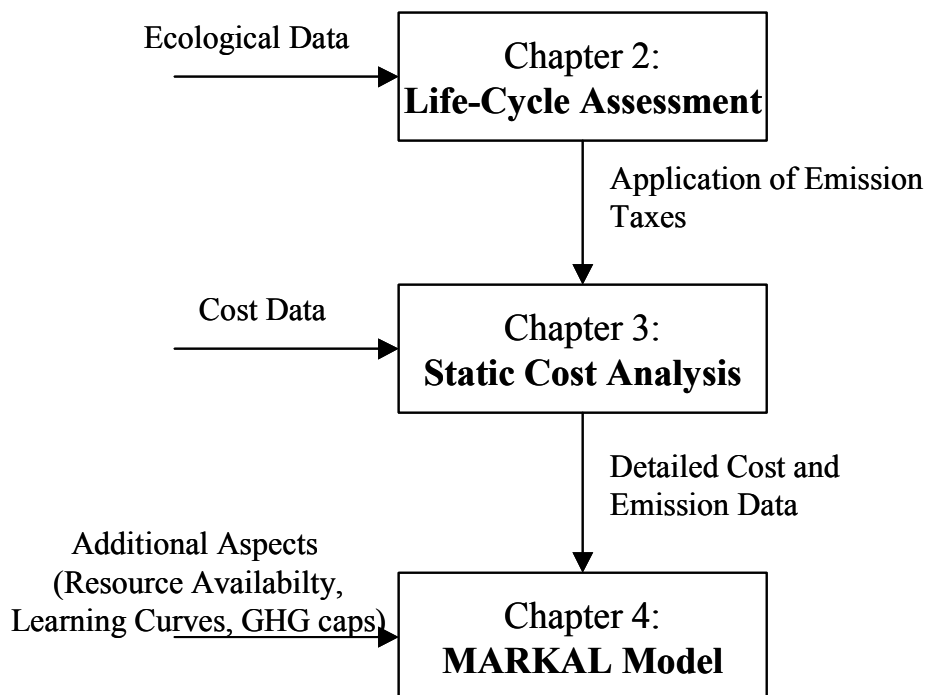 Ecological Data
Chapter 2:
Life-Cycle Assessment
Application of Emission
Taxes
Cost Data
Chapter 3:
Static Cost Analysis
Detailed Cost and
Emission Data
Additional Aspects
(Resource Availabilty,
Learning Curves, GHG caps)
Chapter 4:
MARKAL Model